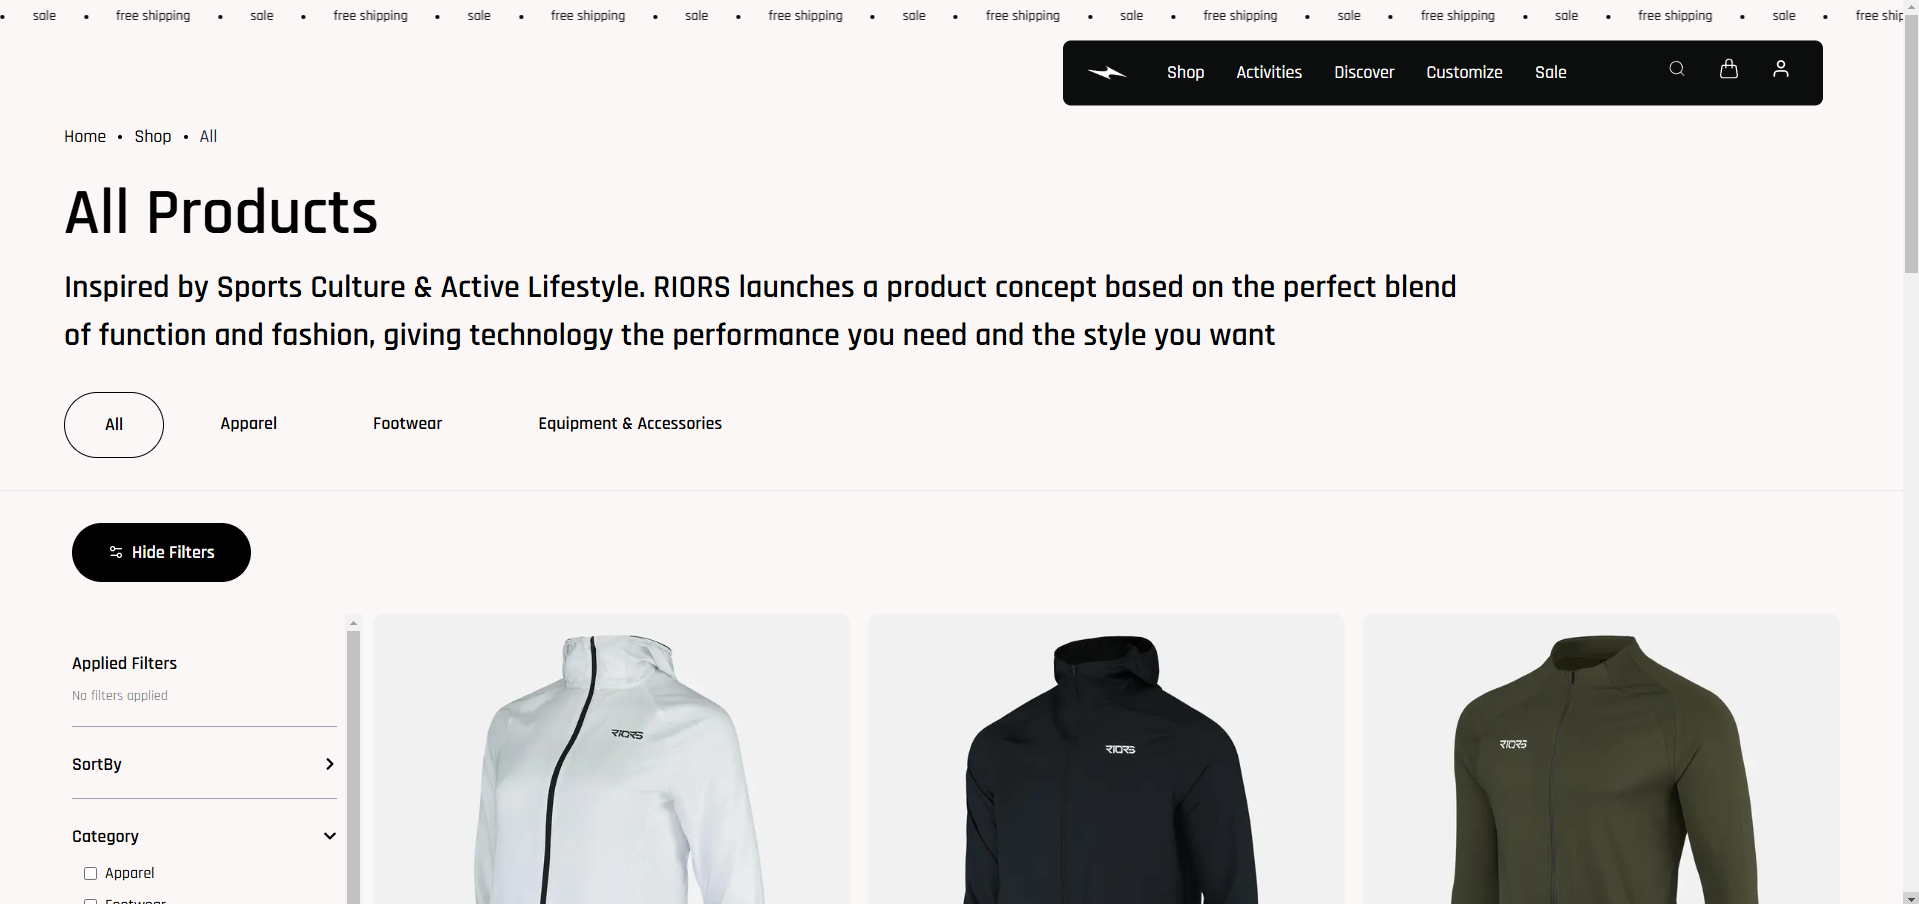 • sale • free shipping • sale • free shipping • sale • free shipping • sale • free shipping • sale • free shipping • sale • free shipping • sale • free shipping • sale • free shipping • sale • free ship
Shop Activities Discover Customize Sale
Home • Shop • All
All Products
Inspired by Sports Culture & Active Lifestyle. RIORS launches a product concept based on the perfect blend
of function and fashion, giving technology the performance you need and the style you want
All Apparel Footwear Equipment & Accessories
Hide Filters
Applied Filters
No filters applied
SortBy
Category
Apparel
Footwear
RIORS
RIORS
RIORS